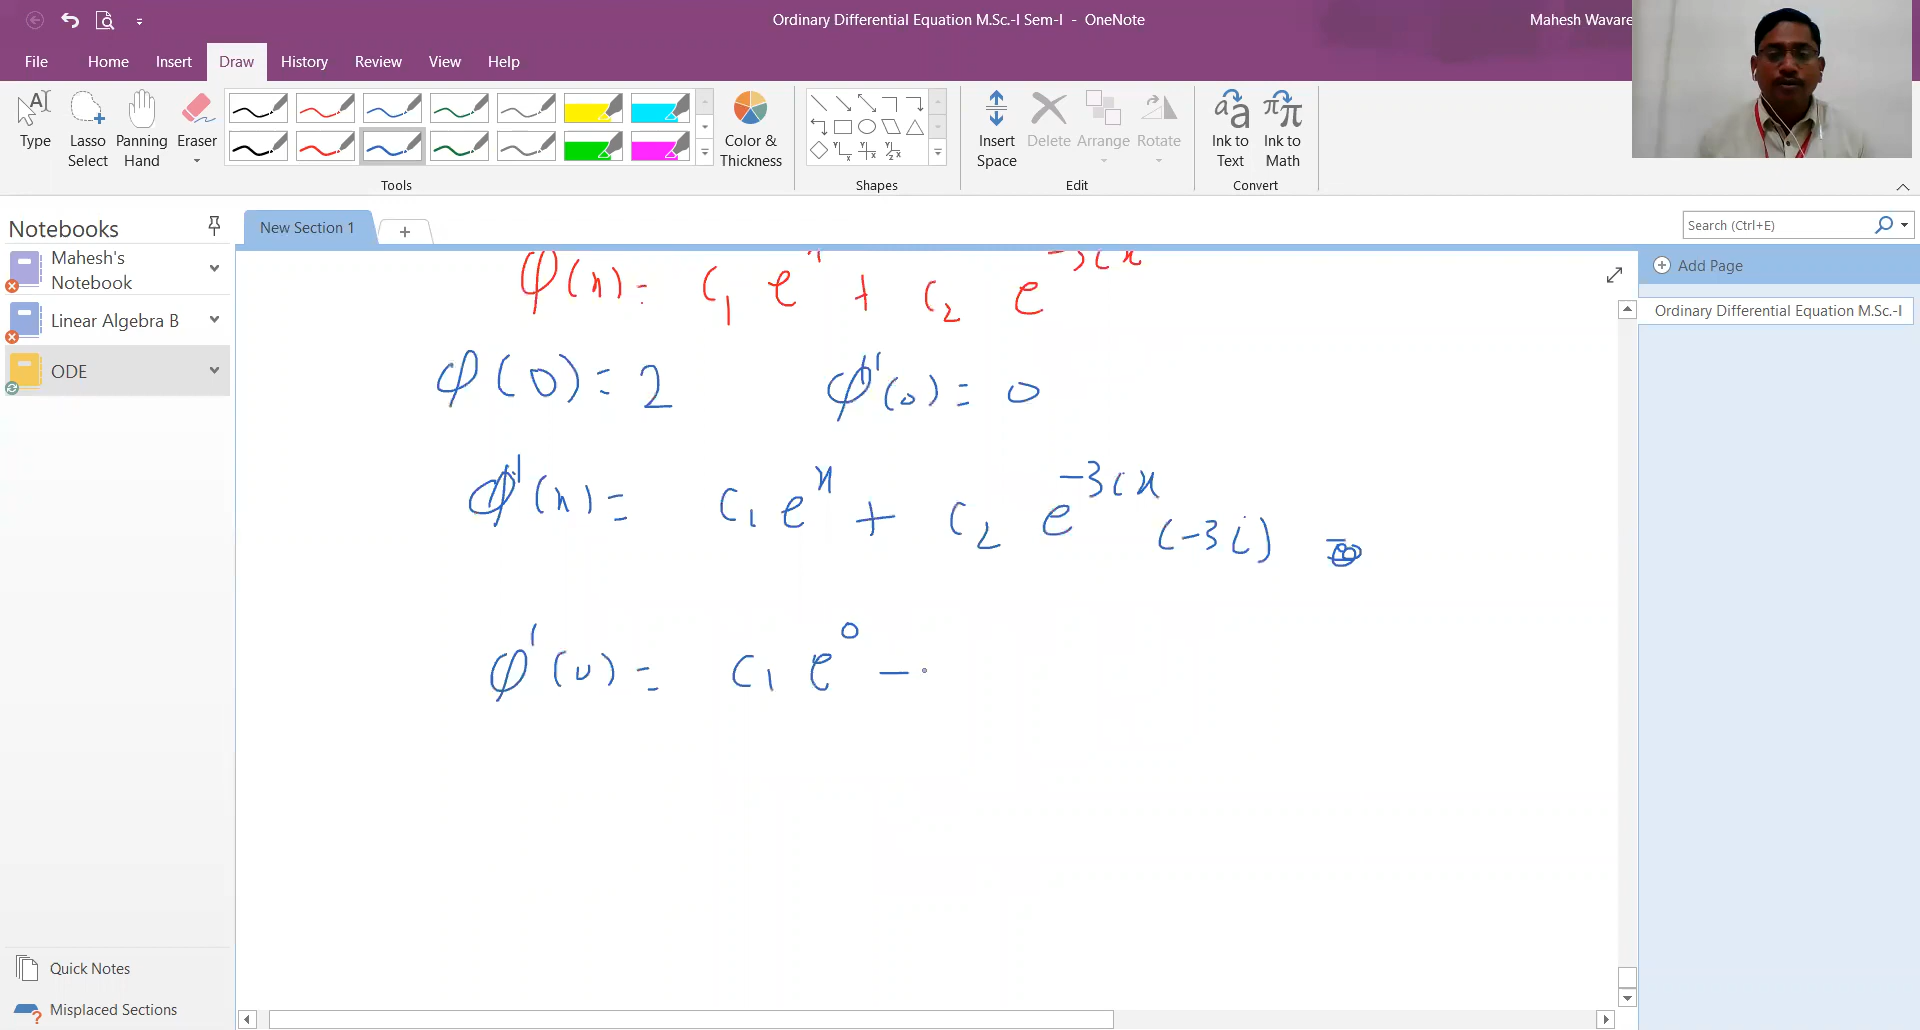 Ordinary Differential Equation M.Sc.-I Sem-I - OneNote
Mahesh Wavare
File Home Insert Draw History Review View Help
Type
Lasso Select
Panning Hand
Eraser
Color & Thickness
Insert Space
Delete
Arrange
Rotate
Ink to Text
Ink to Math
Tools
Shapes
Edit
Convert
Notebooks
New Section 1
+
Search (Ctrl+E)
Mahesh's Notebook
Linear Algebra B
ODE
Add Page
Ordinary Differential Equation M.Sc.-I
φ(x) = c₁ e^x + c₂ e^-3ix
φ(0) = 2 φ'(0) = 0
φ'(x) = c₁ e^x + c₂ e^-3ix (-3i)
φ'(0) = c₁ e^0 -
Quick Notes
Misplaced Sections